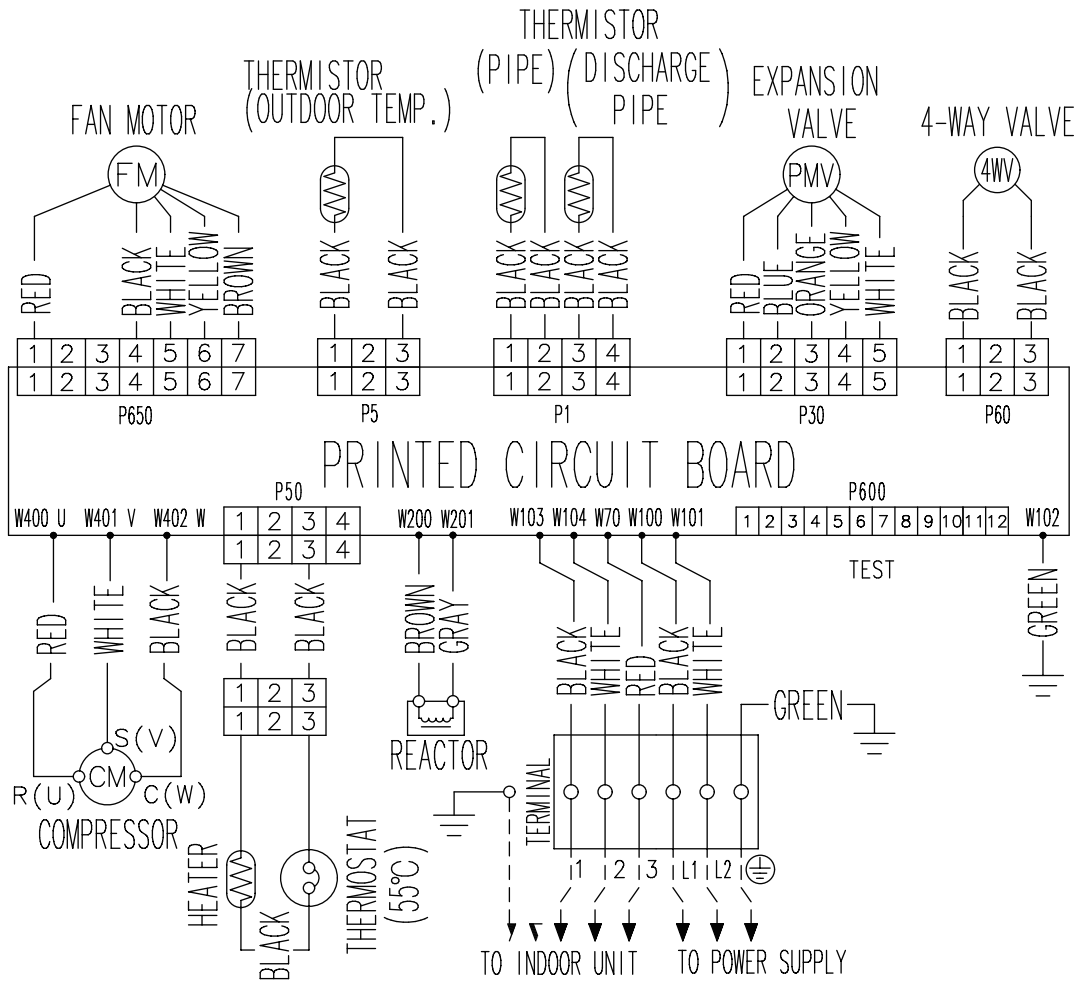 THERMISTOR
(PIPE) (DISCHARGE PIPE)
THERMISTOR
(OUTDOOR TEMP.)
EXPANSION
VALVE
FAN MOTOR
4-WAY VALVE
FM
PMV
4WV
RED BLACK WHITE YELLOW BROWN
BLACK BLACK
BLACK BLACK BLACK BLACK
RED BLUE ORANGE YELLOW WHITE
BLACK BLACK
1 2 3 4 5 6 7
1 2 3 4 5 6 7
P650
1 2 3
1 2 3
P5
1 2 3 4
1 2 3 4
P1
1 2 3 4 5
1 2 3 4 5
P30
1 2 3
1 2 3
P60
PRINTED CIRCUIT BOARD
P50
P600
W400 U W401 V W402 W
1 2 3 4
1 2 3 4
W200 W201
W103 W104 W70 W100 W101
1 2 3 4 5 6 7 8 9 10 11 12
W102
TEST
RED WHITE BLACK
BLACK BLACK
BROWN GRAY
BLACK WHITE RED BLACK WHITE
GREEN
1 2 3
1 2 3
GREEN
REACTOR
S(V)
CM
R(U)
C(W)
COMPRESSOR
TERMINAL
HEATER
THERMOSTAT
(55℃)
BLACK
1 2 3 L1 L2
TO INDOOR UNIT
TO POWER SUPPLY